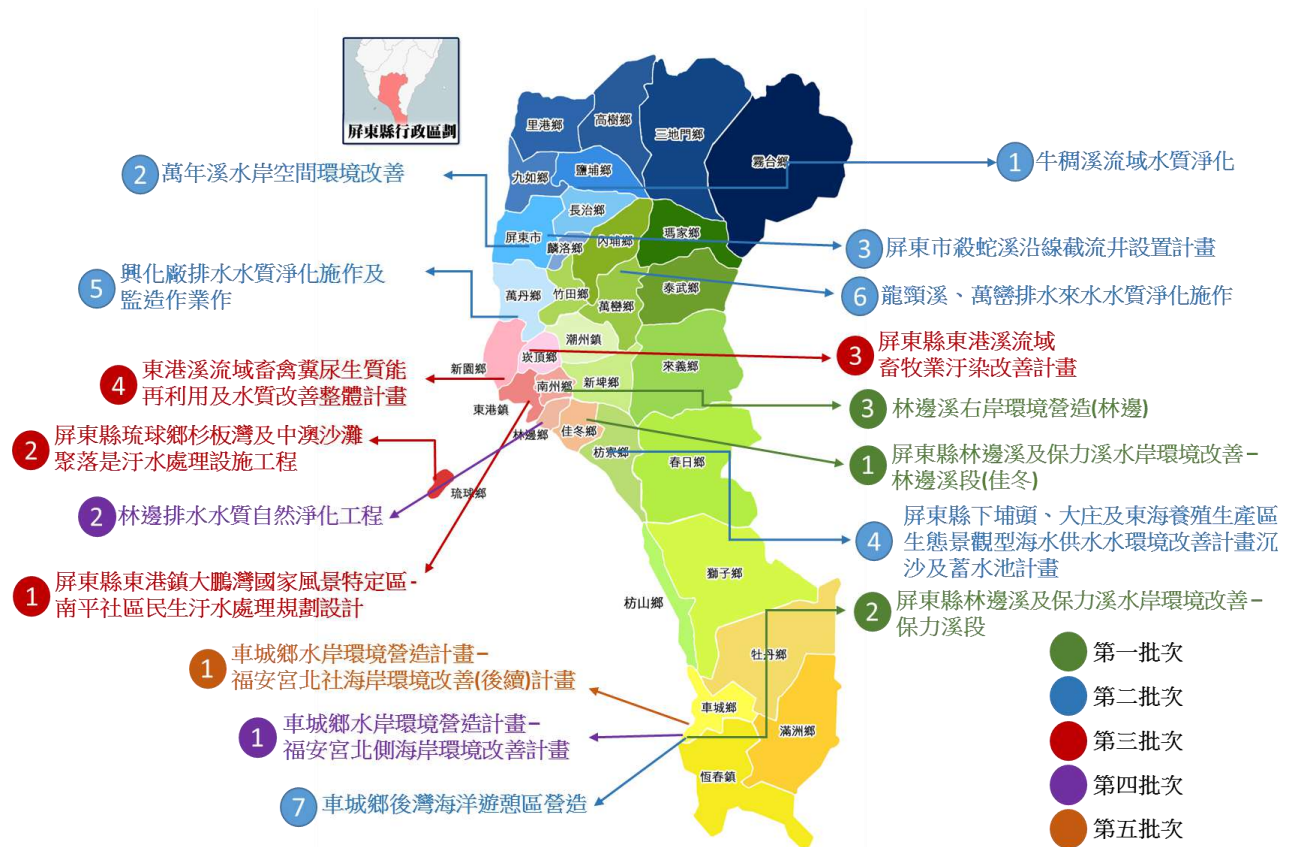 屏東縣行政區劃
里港鄉
高樹鄉
三地門鄉
霧台鄉
九如鄉
鹽埔鄉
長治鄉
屏東市
麟洛鄉
內埔鄉
瑪家鄉
萬丹鄉
竹田鄉
萬巒鄉
泰武鄉
潮州鎮
新園鄉
崁頂鄉
來義鄉
南州鄉
新埤鄉
東港鎮
林邊鄉
佳冬鄉
枋寮鄉
春日鄉
琉球鄉
獅子鄉
枋山鄉
牡丹鄉
車城鄉
滿洲鄉
恆春鎮
2 萬年溪水岸空間環境改善
5 興化廍排水水質淨化施作及
監造作業作
4 東港溪流域畜禽糞尿生質能
再利用及水質改善整體計畫
2 屏東縣琉球鄉杉板灣及中澳沙灘
聚落是汙水處理設施工程
2 林邊排水水質自然淨化工程
1 屏東縣東港鎮大鵬灣國家風景特定區-
南平社區民生汙水處理規劃設計
1 車城鄉水岸環境營造計畫–
福安宮北社海岸環境改善(後續)計畫
1 車城鄉水岸環境營造計畫–
福安宮北側海岸環境改善計畫
7 車城鄉後灣海洋遊憩區營造
1 牛稠溪流域水質淨化
3 屏東市殺蛇溪沿線截流井設置計畫
6 龍頸溪、萬巒排水來水水質淨化施作
3 屏東縣東港溪流域
畜牧業汙染改善計畫
3 林邊溪右岸環境營造(林邊)
1 屏東縣林邊溪及保力溪水岸環境改善–
林邊溪段(佳冬)
4 屏東縣下埔頭、大庄及東海養殖生產區
生態景觀型海水供水水環境改善計畫沉
沙及蓄水池計畫
2 屏東縣林邊溪及保力溪水岸環境改善–
保力溪段
第一批次
第二批次
第三批次
第四批次
第五批次